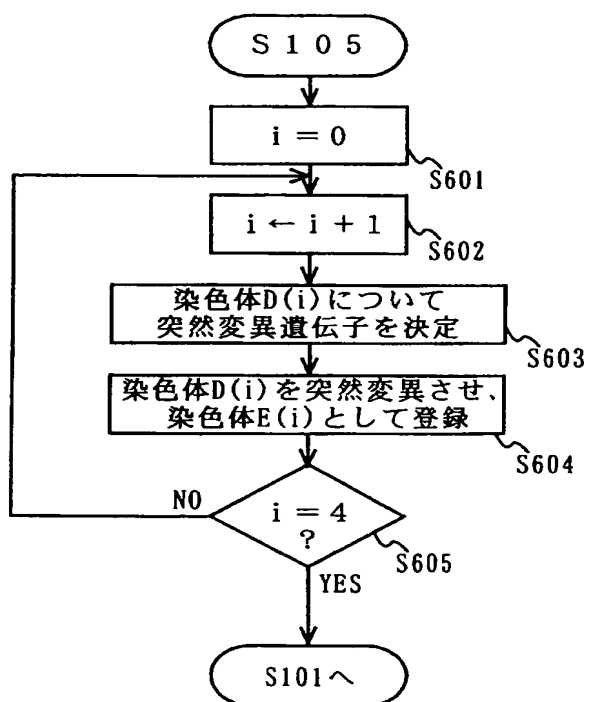 S105
i=0
S601
i←i+1
S602
染色体D(i)について
突然変異遺伝子を決定
S603
染色体D(i)を突然変異させ、
染色体E(i)として登録
S604
NO
i=4
?
S605
YES
S101へ